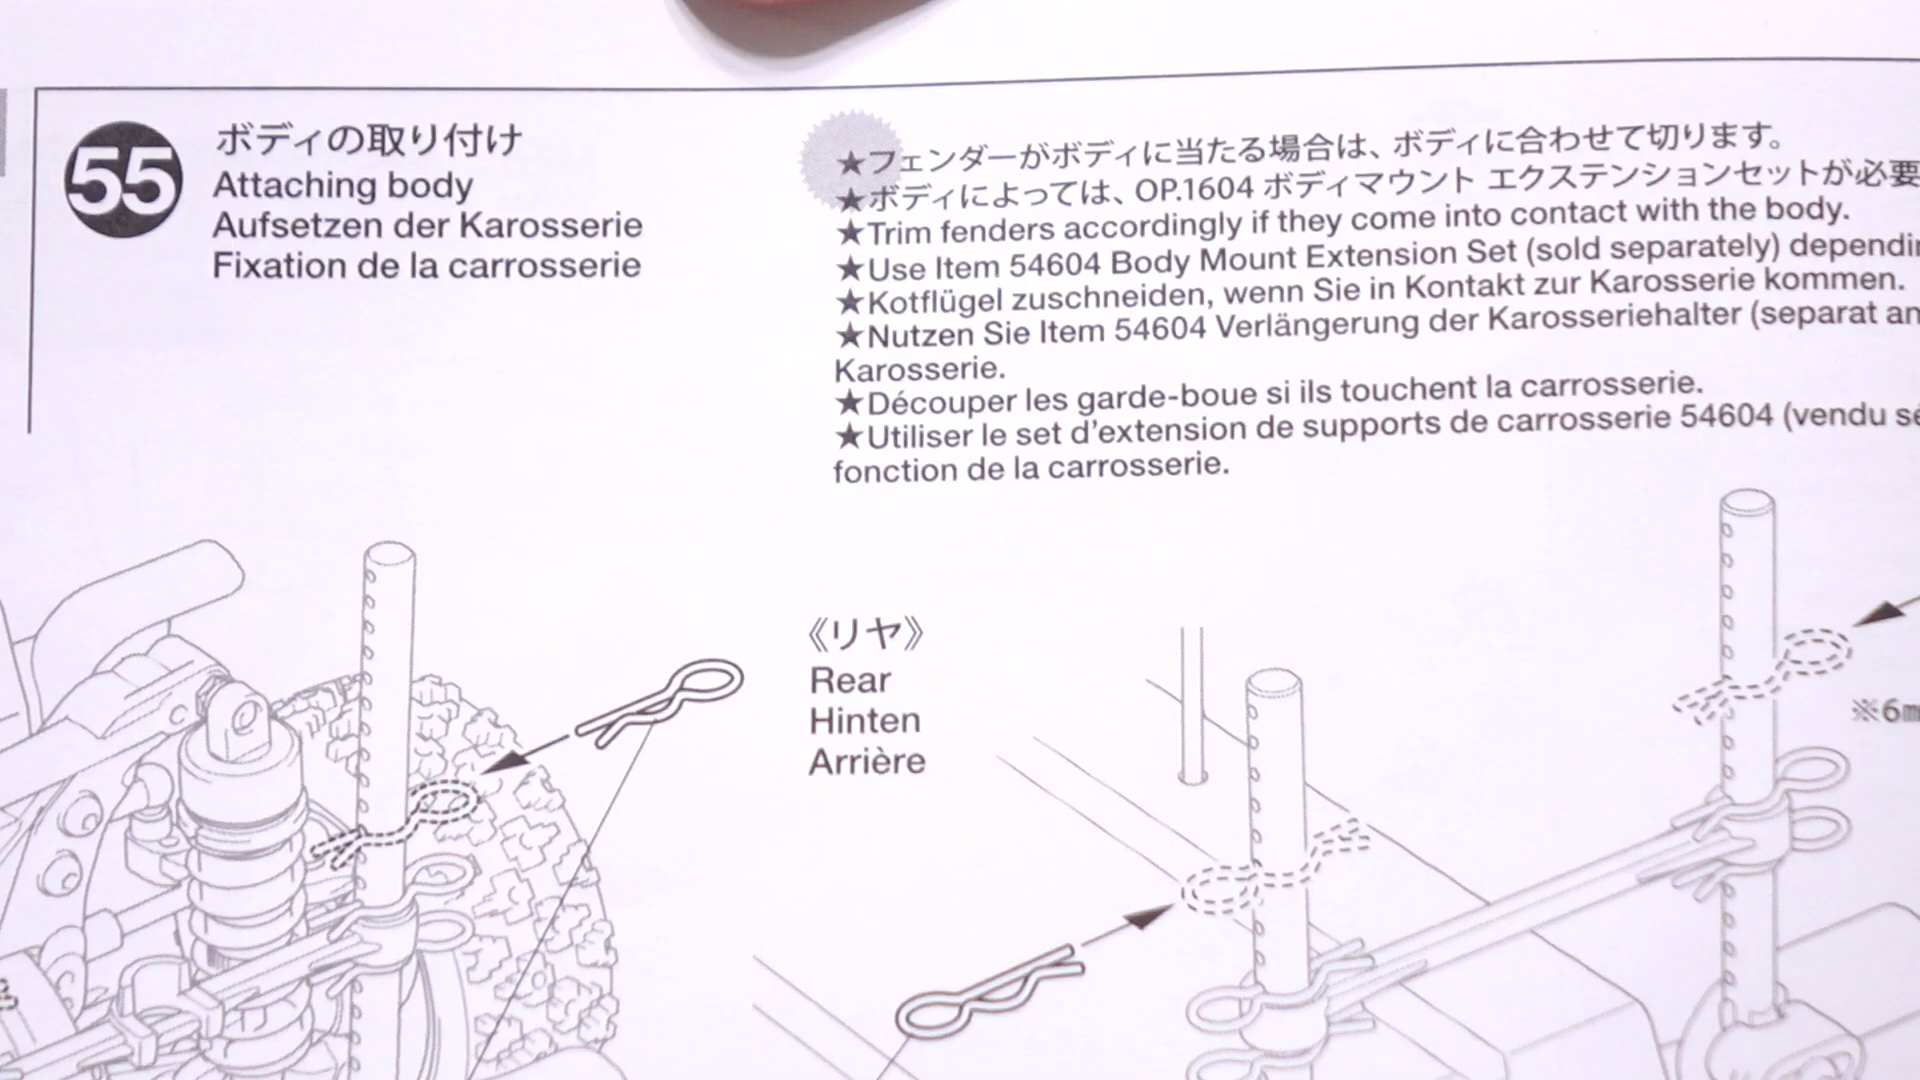 55
ボディの取り付け
Attaching body
Aufsetzen der Karosserie
Fixation de la carrosserie
★フェンダーがボディに当たる場合は、ボディに合わせて切ります。
★ボディによっては、OP.1604 ボディマウント エクステンションセットが必要
★Trim fenders accordingly if they come into contact with the body.
★Use Item 54604 Body Mount Extension Set (sold separately)
★Kotflügel zuschneiden, wenn Sie in Kontakt zur Karosserie kommen.
★Nutzen Sie Item 54604 Verlängerung der Karosseriehalter (separat
Karosserie.
★Découper les garde-boue si ils touchent la carrosserie.
★Utiliser le set d'extension de supports de carrosserie 54604 (vendu
fonction de la carrosserie.
《リヤ》
Rear
Hinten
Arrière